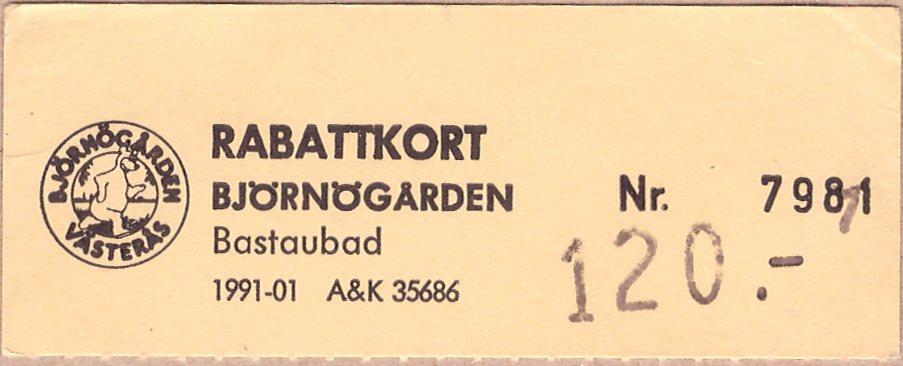 BJÖRNÖGÅRDEN
VÄSTERÅS
RABATTKORT
BJÖRNÖGÅRDEN
Bastaubad
1991-01 A&K 35686
Nr. 7981
120.-